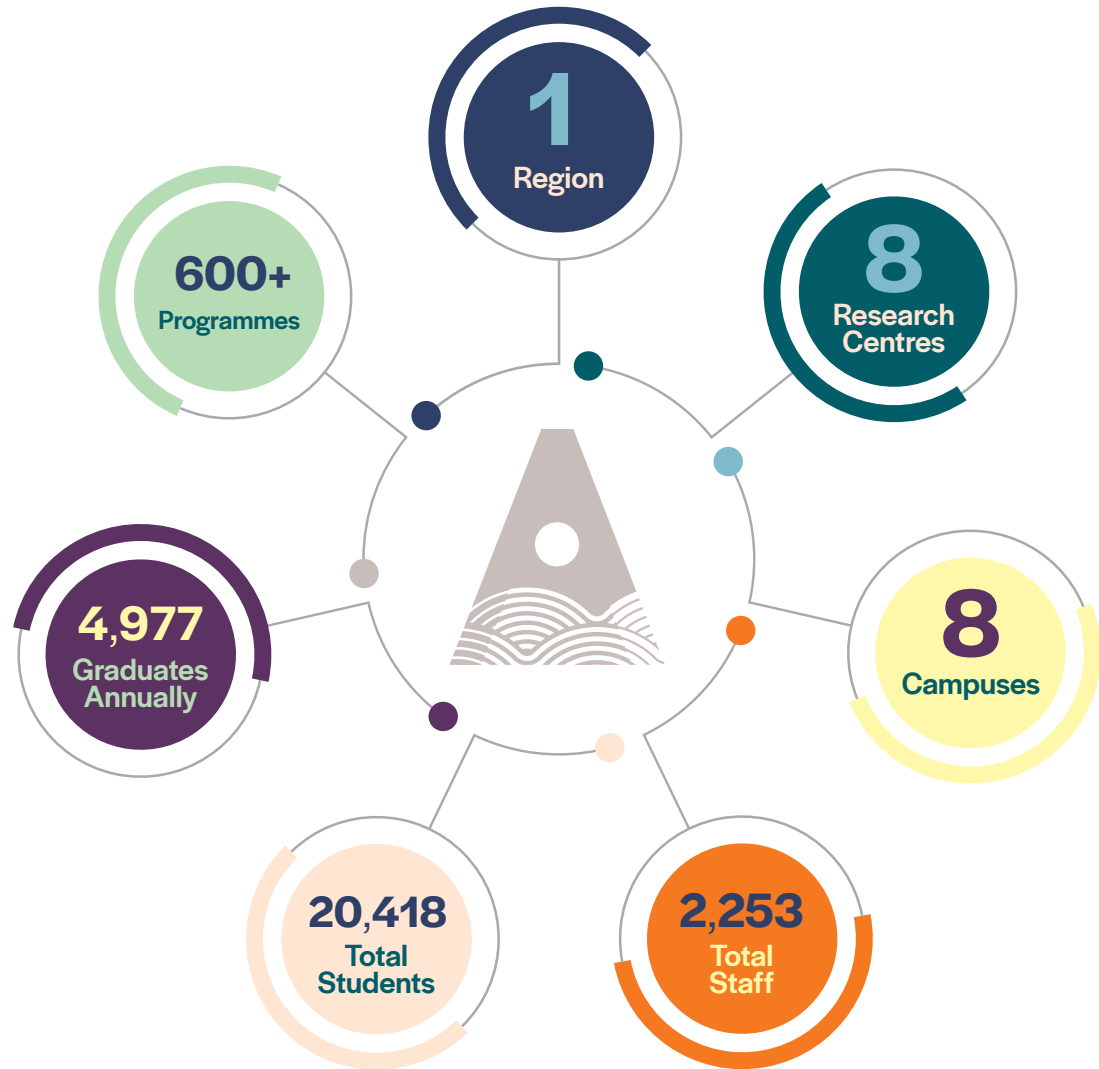 1
Region
8
Research
Centres
8
Campuses
2,253
Total
Staff
20,418
Total
Students
4,977
Graduates
Annually
600+
Programmes